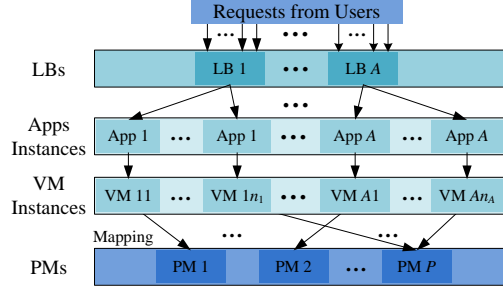 Requests from Users
... ... ...
LBs LB 1 ... LB A
...
Apps Instances App 1 ... App 1 ... App A ... App A
VM Instances VM 11 ... VM 1n₁ ... VM A1 ... VM Anₐ
Mapping ... ...
PMs PM 1 PM 2 ... PM P